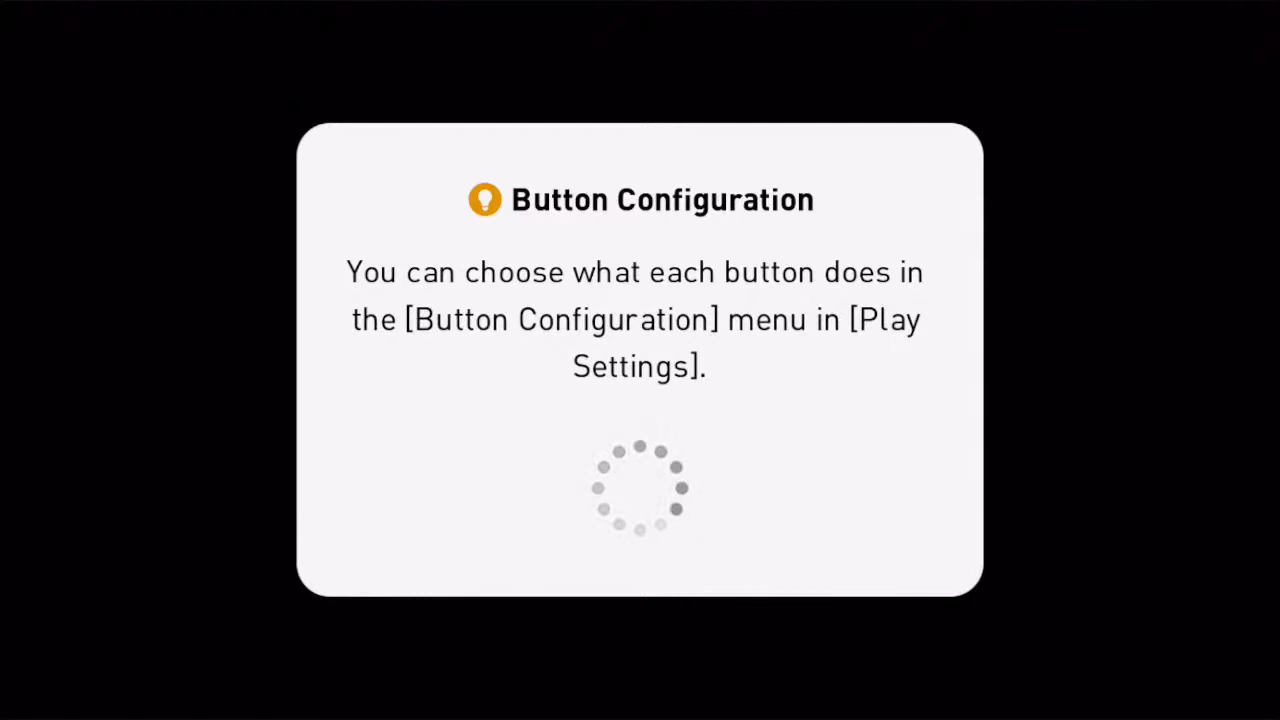 Button Configuration
You can choose what each button does in
the [Button Configuration] menu in [Play
Settings].